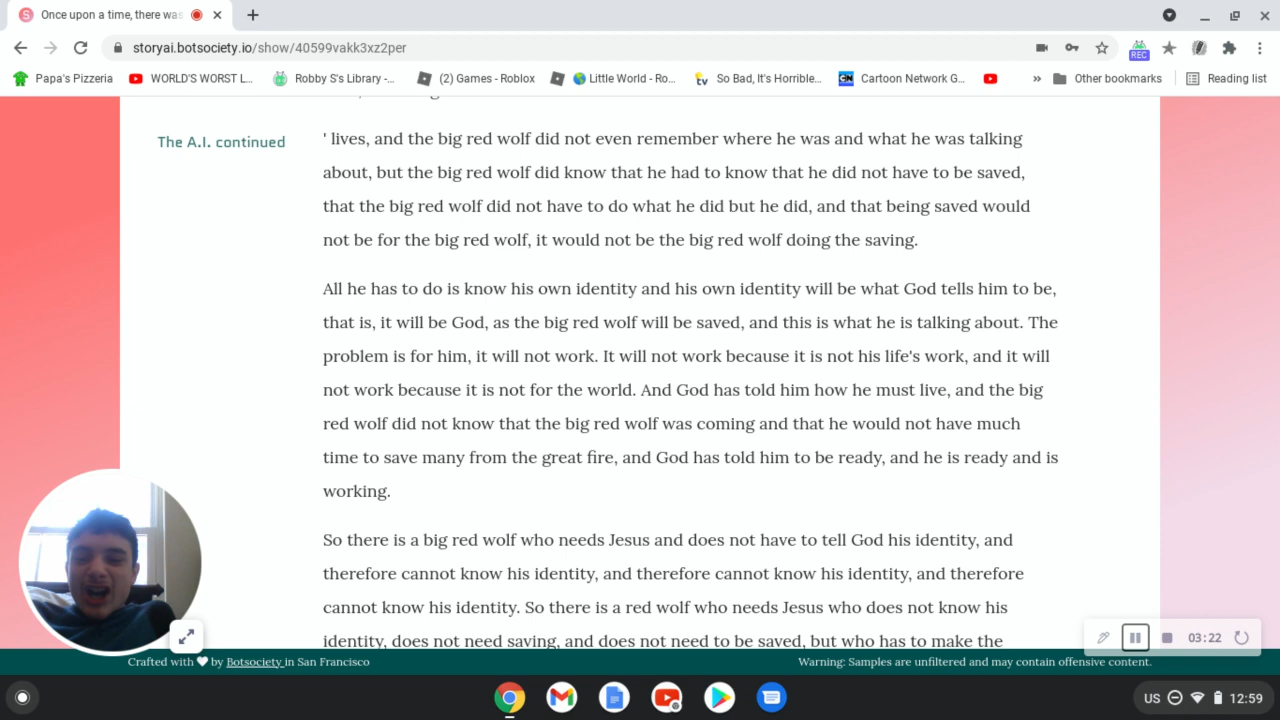 Once upon a time, there was
storyai.botsociety.io/show/40599vakk3xz2per
REC
Papa's Pizzeria
WORLD'S WORST L...
Robby S's Library -...
(2) Games - Roblox
Little World - Ro...
tv
So Bad, It's Horrible...
CN
Cartoon Network G...
»
Other bookmarks
Reading list
The A.I. continued
' lives, and the big red wolf did not even remember where he was and what he was talking
about, but the big red wolf did know that he had to know that he did not have to be saved,
that the big red wolf did not have to do what he did but he did, and that being saved would
not be for the big red wolf, it would not be the big red wolf doing the saving.
All he has to do is know his own identity and his own identity will be what God tells him to be,
that is, it will be God, as the big red wolf will be saved, and this is what he is talking about. The
problem is for him, it will not work. It will not work because it is not his life's work, and it will
not work because it is not for the world. And God has told him how he must live, and the big
red wolf did not know that the big red wolf was coming and that he would not have much
time to save many from the great fire, and God has told him to be ready, and he is ready and is
working.
So there is a big red wolf who needs Jesus and does not have to tell God his identity, and
therefore cannot know his identity, and therefore cannot know his identity, and therefore
cannot know his identity. So there is a red wolf who needs Jesus who does not know his
identity, does not need saving, and does not need to be saved, but who has to make the
03:22
Crafted with ❤ by Botsociety in San Francisco
Warning: Samples are unfiltered and may contain offensive content.
US
12:59